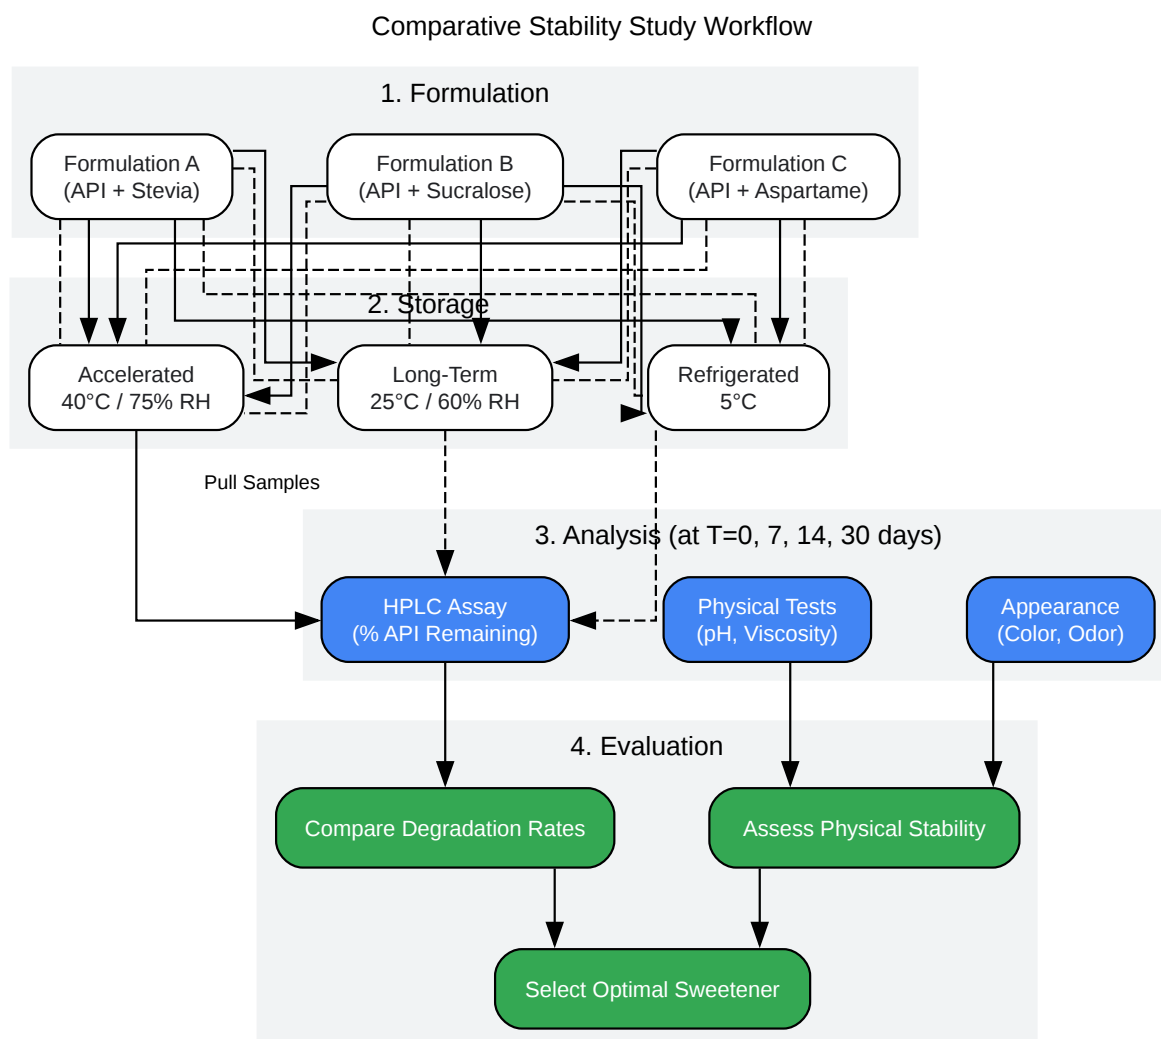 Comparative Stability Study Workflow
1. Formulation
Formulation A
(API + Stevia)
Formulation B
(API + Sucralose)
Formulation C
(API + Aspartame)
2. Storage
Accelerated
40°C / 75% RH
Long-Term
25°C / 60% RH
Refrigerated
5°C
Pull Samples
3. Analysis (at T=0, 7, 14, 30 days)
HPLC Assay
(% API Remaining)
Physical Tests
(pH, Viscosity)
Appearance
(Color, Odor)
4. Evaluation
Compare Degradation Rates
Assess Physical Stability
Select Optimal Sweetener